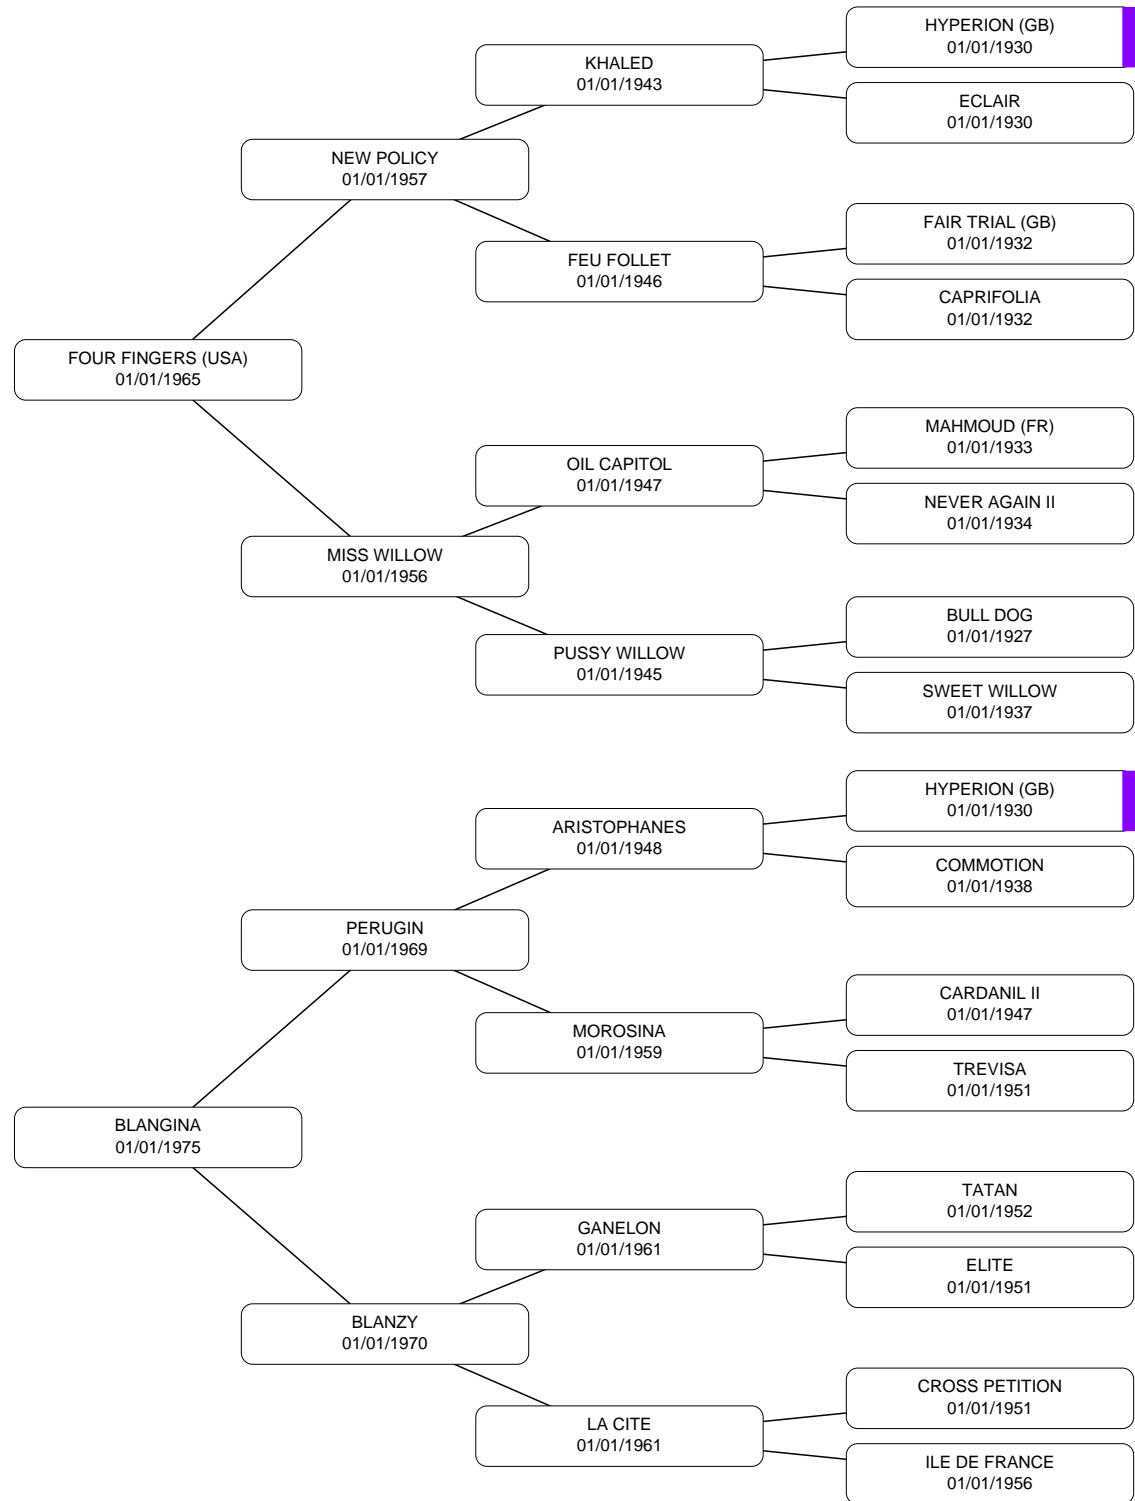 HYPERION (GB)
01/01/1930
KHALED
01/01/1943
ECLAIR
01/01/1930
NEW POLICY
01/01/1957
FAIR TRIAL (GB)
01/01/1932
FEU FOLLET
01/01/1946
CAPRIFOLIA
01/01/1932
FOUR FINGERS (USA)
01/01/1965
MAHMOUD (FR)
01/01/1933
OIL CAPITOL
01/01/1947
NEVER AGAIN II
01/01/1934
MISS WILLOW
01/01/1956
BULL DOG
01/01/1927
PUSSY WILLOW
01/01/1945
SWEET WILLOW
01/01/1937
HYPERION (GB)
01/01/1930
ARISTOPHANES
01/01/1948
COMMOTION
01/01/1938
PERUGIN
01/01/1969
CARDANIL II
01/01/1947
MOROSINA
01/01/1959
TREVISA
01/01/1951
BLANGINA
01/01/1975
TATAN
01/01/1952
GANELON
01/01/1961
ELITE
01/01/1951
BLANZY
01/01/1970
CROSS PETITION
01/01/1951
LA CITE
01/01/1961
ILE DE FRANCE
01/01/1956